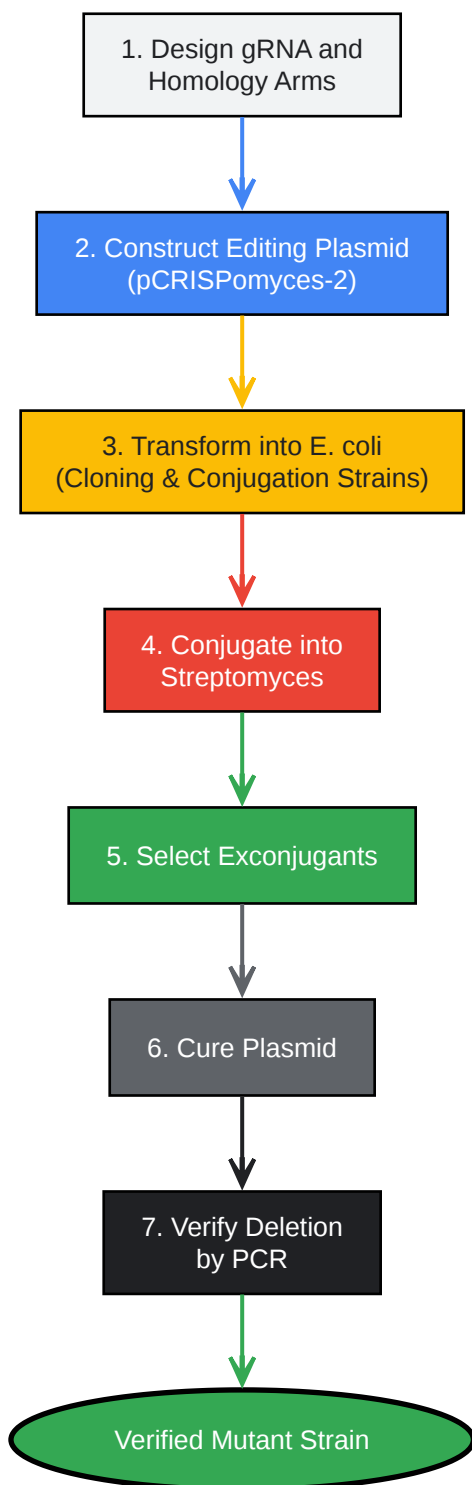 1. Design gRNA and
Homology Arms
2. Construct Editing Plasmid
(pCRISPomyces-2)
3. Transform into E. coli
(Cloning & Conjugation Strains)
4. Conjugate into
Streptomyces
5. Select Exconjugants
6. Cure Plasmid
7. Verify Deletion
by PCR
Verified Mutant Strain